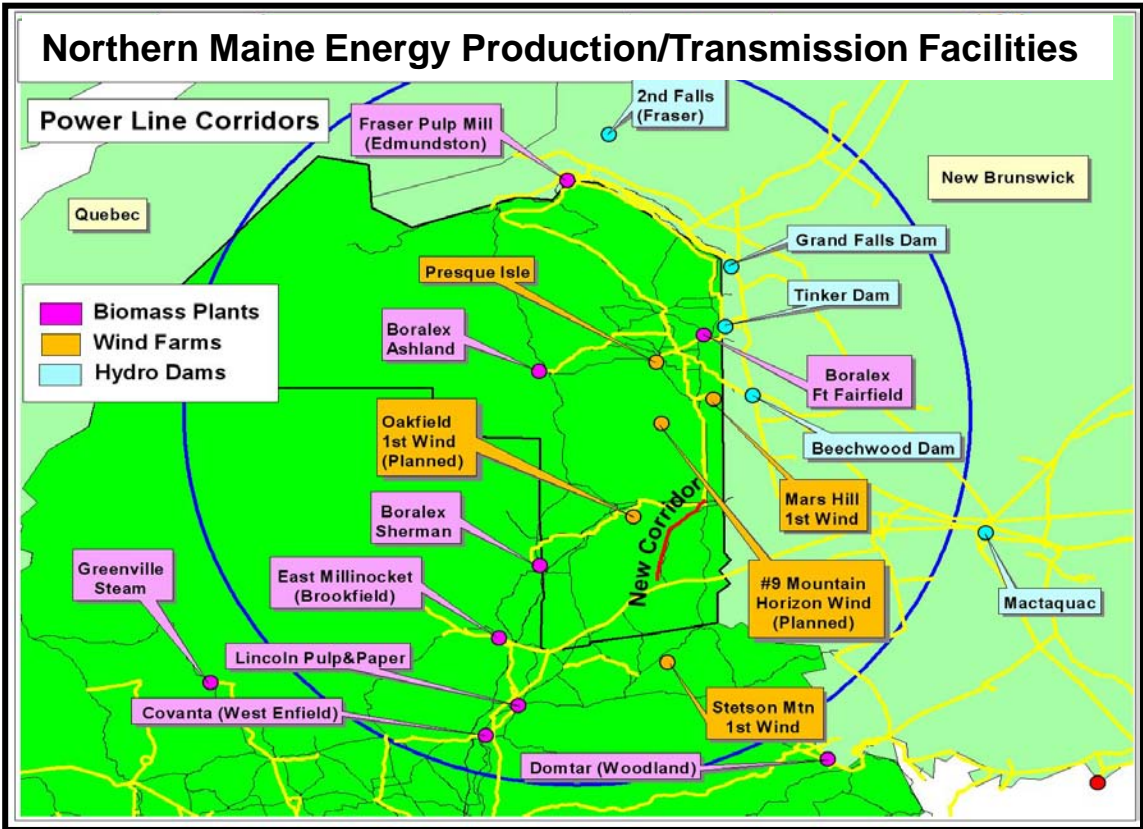 Northern Maine Energy Production/Transmission Facilities
Power Line Corridors
2nd Falls
(Fraser)
Fraser Pulp Mill
(Edmundston)
New Brunswick
Quebec
Grand Falls Dam
Presque Isle
Tinker Dam
Biomass Plants
Wind Farms
Hydro Dams
Boralex
Ashland
Boralex
Ft Fairfield
Oakfield
1st Wind
(Planned)
Beechwood Dam
Mars Hill
1st Wind
Boralex
Sherman
New Corridor
Greenville
Steam
East Millinocket
(Brookfield)
#9 Mountain
Horizon Wind
(Planned)
Mactaquac
Lincoln Pulp&Paper
Covanta (West Enfield)
Stetson Mtn
1st Wind
Domtar (Woodland)